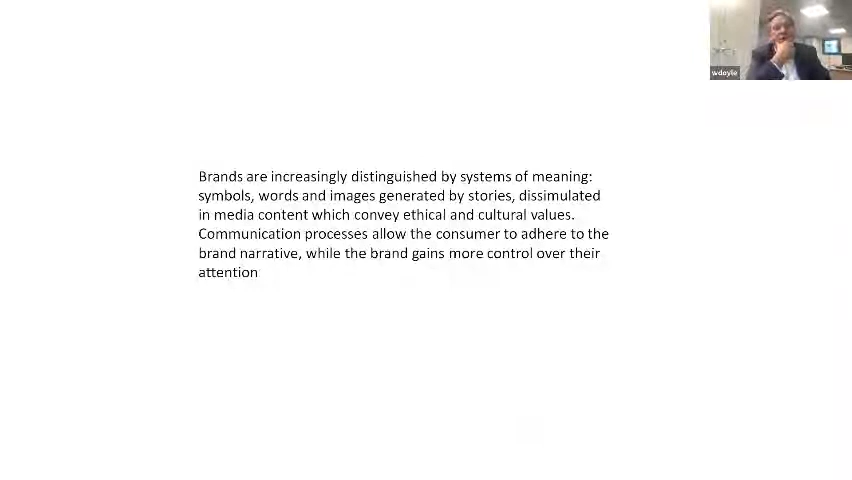 wdoyle
Brands are increasingly distinguished by systems of meaning:
symbols, words and images generated by stories, dissimulated
in media content which convey ethical and cultural values.
Communication processes allow the consumer to adhere to the
brand narrative, while the brand gains more control over their
attention